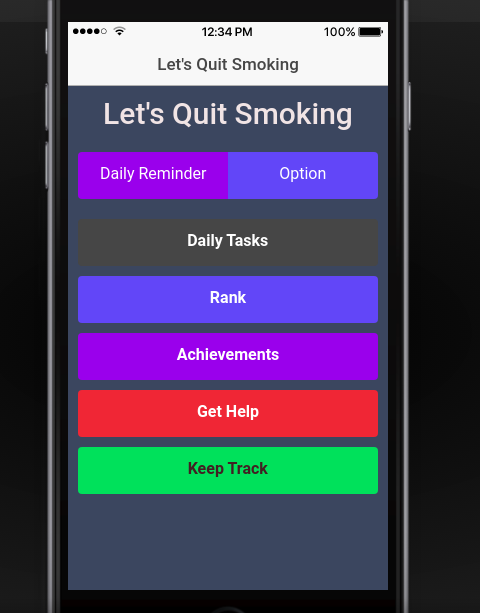 12:34 PM 100%
Let's Quit Smoking
Let's Quit Smoking
Daily Reminder Option
Daily Tasks
Rank
Achievements
Get Help
Keep Track